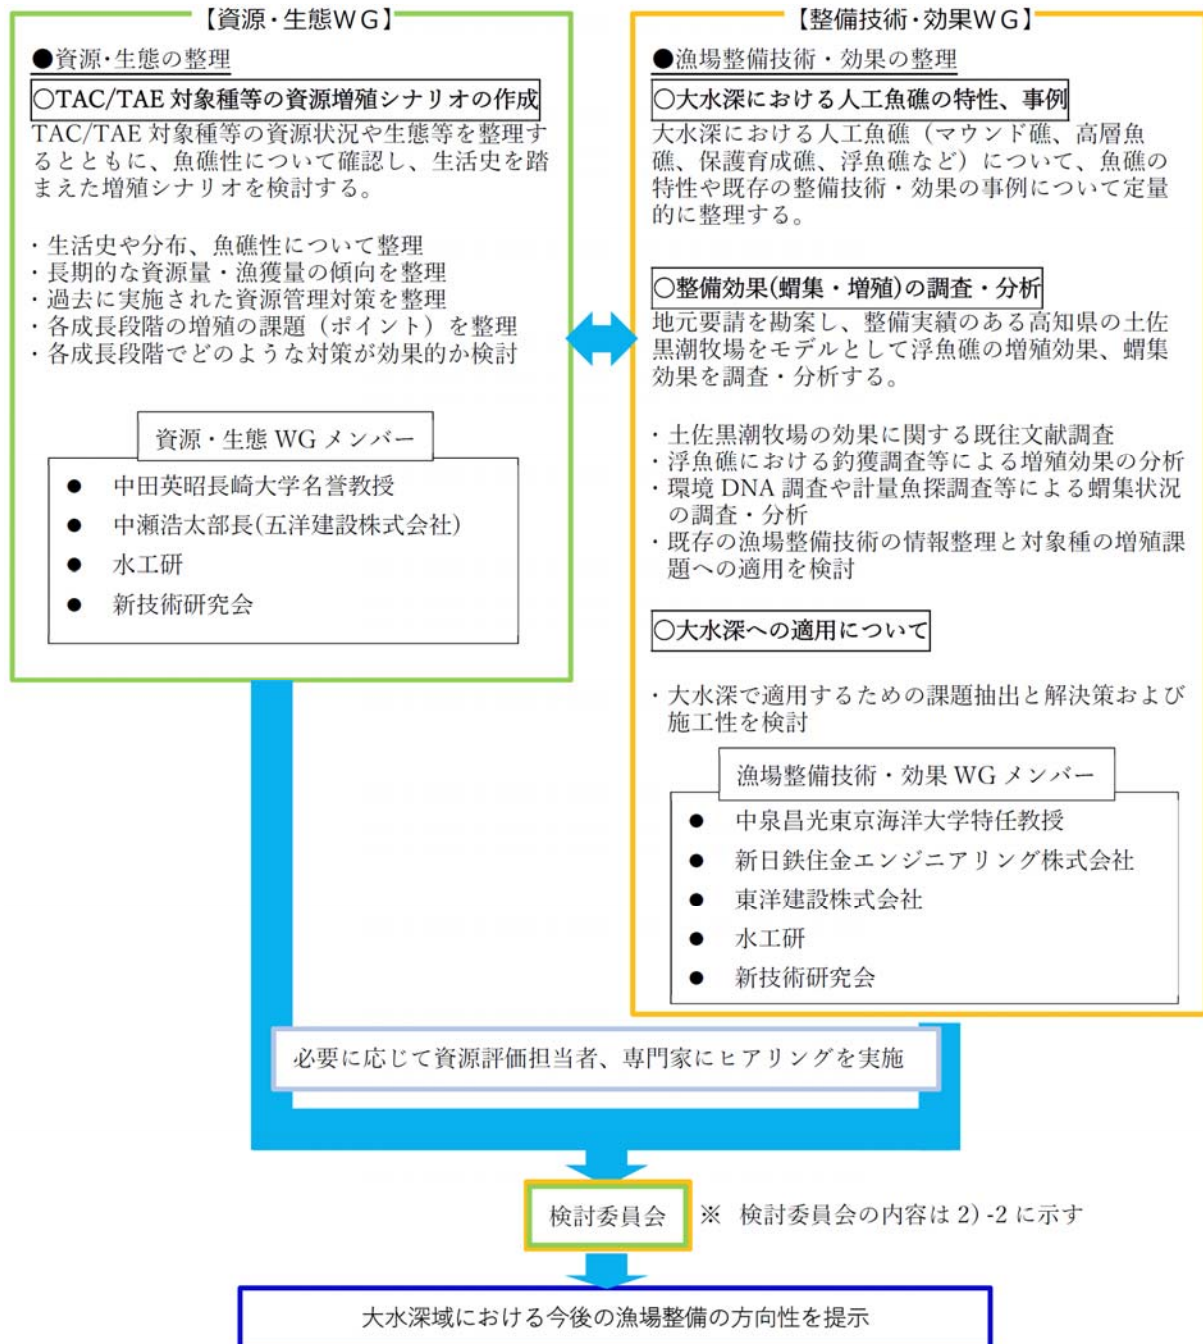 【資源・生態WG】
●資源・生態の整理
○TAC/TAE 対象種等の資源増殖シナリオの作成
TAC/TAE 対象種等の資源状況や生態等を整理す
るとともに、魚礁性について確認し、生活史を踏
まえた増殖シナリオを検討する。
・生活史や分布、魚礁性について整理
・長期的な資源量・漁獲量の傾向を整理
・過去に実施された資源管理対策を整理
・各成長段階の増殖の課題（ポイント）を整理
・各成長段階でどのような対策が効果的か検討
資源・生態 WG メンバー
● 中田英昭長崎大学名誉教授
● 中瀬浩太部長(五洋建設株式会社)
● 水工研
● 新技術研究会
【整備技術・効果WG】
●漁場整備技術・効果の整理
○大水深における人工魚礁の特性、事例
大水深における人工魚礁（マウンド礁、高層魚
礁、保護育成礁、浮魚礁など）について、魚礁の
特性や既存の整備技術・効果の事例について定量
的に整理する。
○整備効果(蝟集・増殖)の調査・分析
地元要請を勘案し、整備実績のある高知県の土佐
黒潮牧場をモデルとして浮魚礁の増殖効果、蝟集
効果を調査・分析する。
・土佐黒潮牧場の効果に関する既往文献調査
・浮魚礁における釣獲調査等による増殖効果の分析
・環境 DNA 調査や計量魚探調査等による蝟集状況
の調査・分析
・既存の漁場整備技術の情報整理と対象種の増殖課
題への適用を検討
○大水深への適用について
・大水深で適用するための課題抽出と解決策および
施工性を検討
漁場整備技術・効果 WG メンバー
● 中泉昌光東京海洋大学特任教授
● 新日鉄住金エンジニアリング株式会社
● 東洋建設株式会社
● 水工研
● 新技術研究会
必要に応じて資源評価担当者、専門家にヒアリングを実施
検討委員会 ※ 検討委員会の内容は 2) -2 に示す
大水深域における今後の漁場整備の方向性を提示